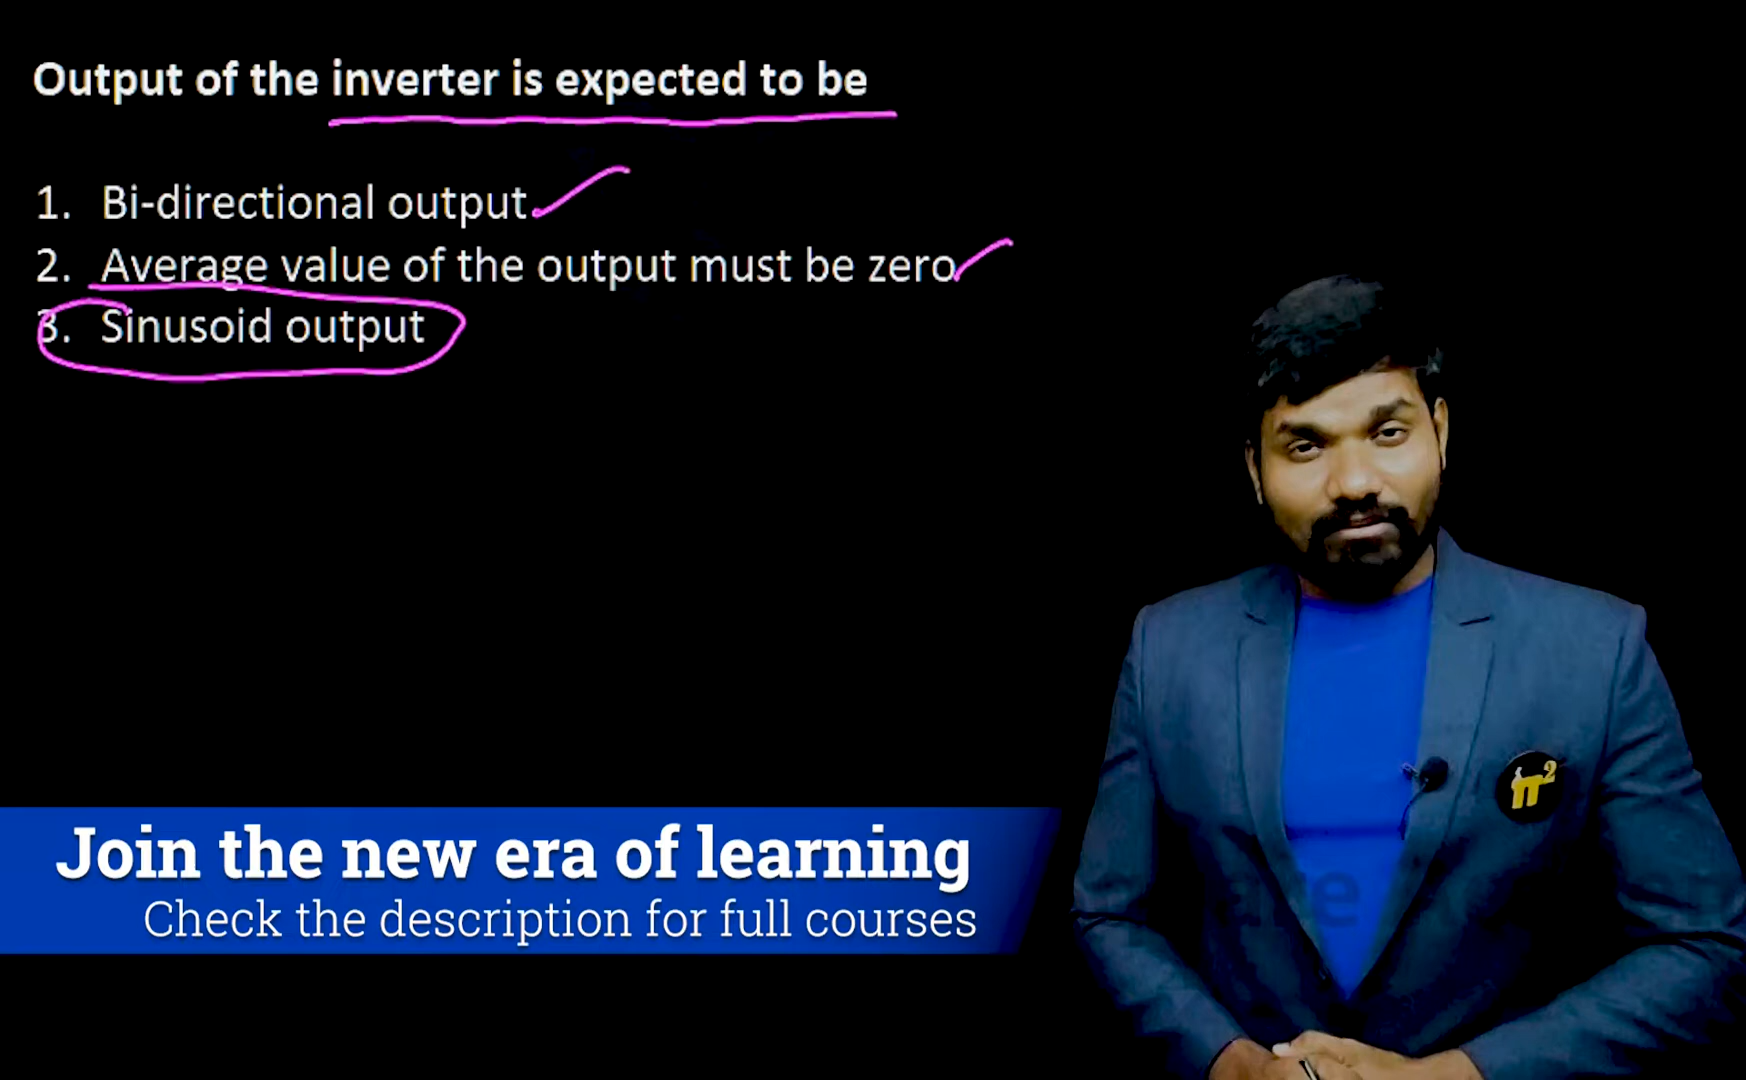 Output of the inverter is expected to be
1. Bi-directional output
2. Average value of the output must be zero
3. Sinusoid output
Join the new era of learning
Check the description for full courses